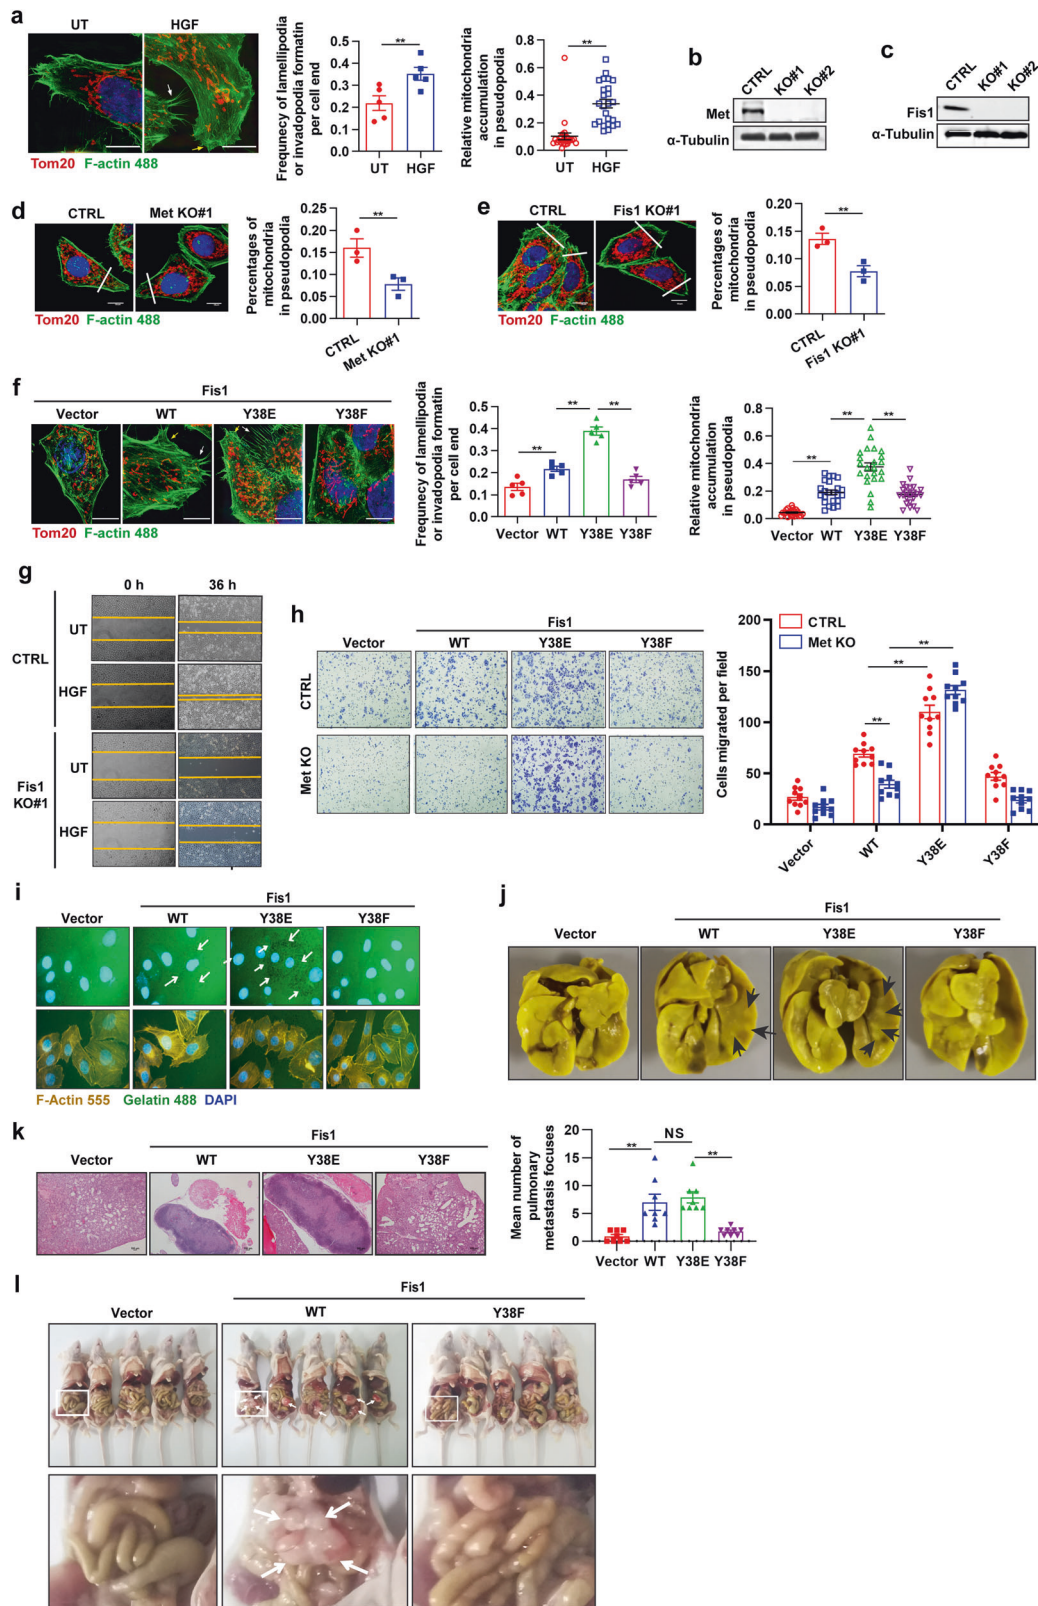 a
UT HGF
Tom20 F-actin 488
Frequnecy of lamellipodia
or invadopodia formatin
per cell end
0.5
0.4
0.3
0.2
0.1
0.0
**
UT HGF
Relative mitochondria
accumulation
in pseudopodia
0.8
0.6
0.4
0.2
0.0
**
UT HGF
b
CTRL KO#1 KO#2
Met
α-Tubulin
c
CTRL KO#1 KO#2
Fis1
α-Tubulin
d
CTRL Met KO#1
Tom20 F-actin 488
Percentages of
mitochondria
in pseudopodia
0.25
0.20
0.15
0.10
0.05
0.00
**
CTRL Met KO#1
e
CTRL Fis1 KO#1
Tom20 F-actin 488
Percentages of
mitochondria
in pseudopodia
0.20
0.15
0.10
0.05
0.00
**
CTRL Fis1 KO#1
f
Fis1
Vector WT Y38E Y38F
Tom20 F-actin 488
Frequnecy of lamellipodia
or invadopodia formatin
per cell end
0.5
0.4
0.3
0.2
0.1
0.0
** ** **
Vector WT Y38E Y38F
Relative mitochondria
accumulation
in pseudopodia
0.8
0.6
0.4
0.2
0.0
** ** **
Vector WT Y38E Y38F
g
0 h 36 h
CTRL
UT
HGF
Fis1
KO#1
UT
HGF
h
Fis1
Vector WT Y38E Y38F
CTRL
Met KO
Cells migrated per field
200
150
100
50
0
CTRL
Met KO
**
**
**
Vector WT Y38E Y38F
i
Fis1
Vector WT Y38E Y38F
F-Actin 555 Gelatin 488 DAPI
j
Fis1
Vector WT Y38E Y38F
k
Fis1
Vector WT Y38E Y38F
Mean number of
pulmonary
metastasis focuses
20
15
10
5
0
** NS **
Vector WT Y38E Y38F
l
Fis1
Vector WT Y38F